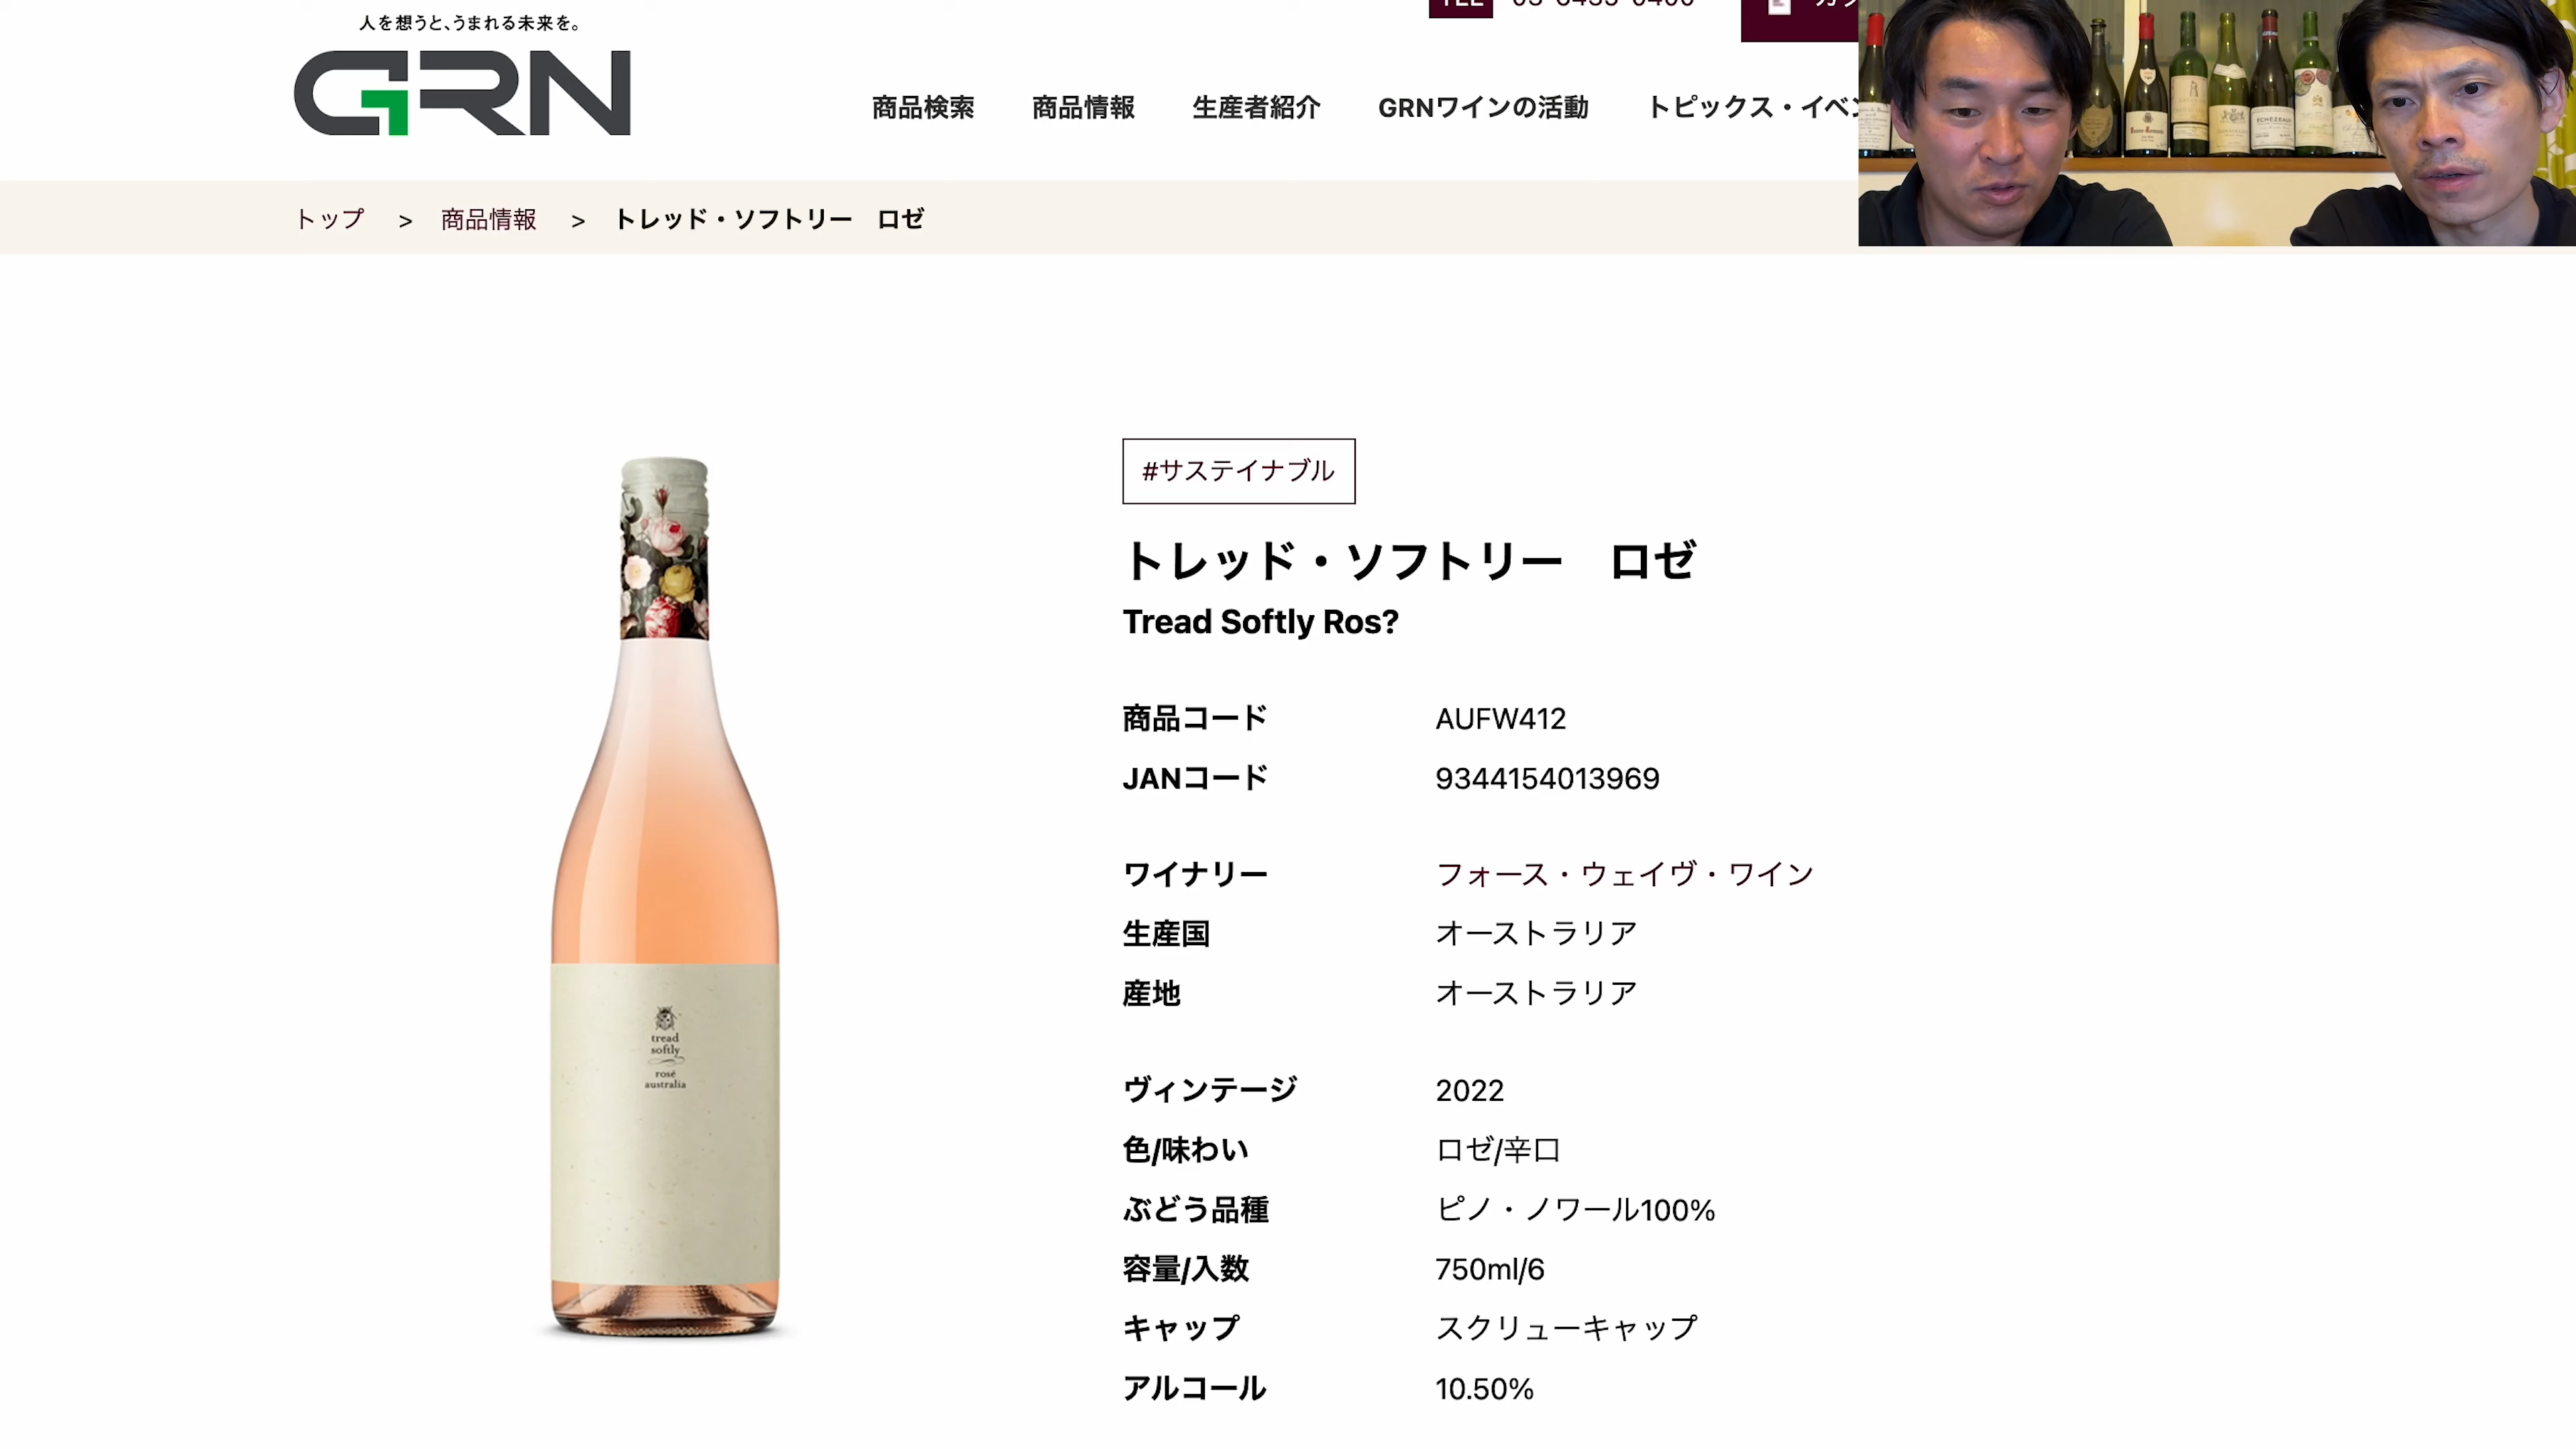 人を想うと、うまれる未来を。
GRN
TEL 03-6435-6460
商品検索 商品情報 生産者紹介 GRNワインの活動 トピックス・イベン
トップ > 商品情報 > トレッド・ソフトリー ロゼ
#サステイナブル
トレッド・ソフトリー ロゼ
Tread Softly Ros?
商品コード AUFW412
JANコード 9344154013969
ワイナリー フォース・ウェイヴ・ワイン
生産国 オーストラリア
産地 オーストラリア
ヴィンテージ 2022
色/味わい ロゼ/辛口
ぶどう品種 ピノ・ノワール100%
容量/入数 750ml/6
キャップ スクリューキャップ
アルコール 10.50%
tread
softly
rosé
australia
ECHEZEAUX